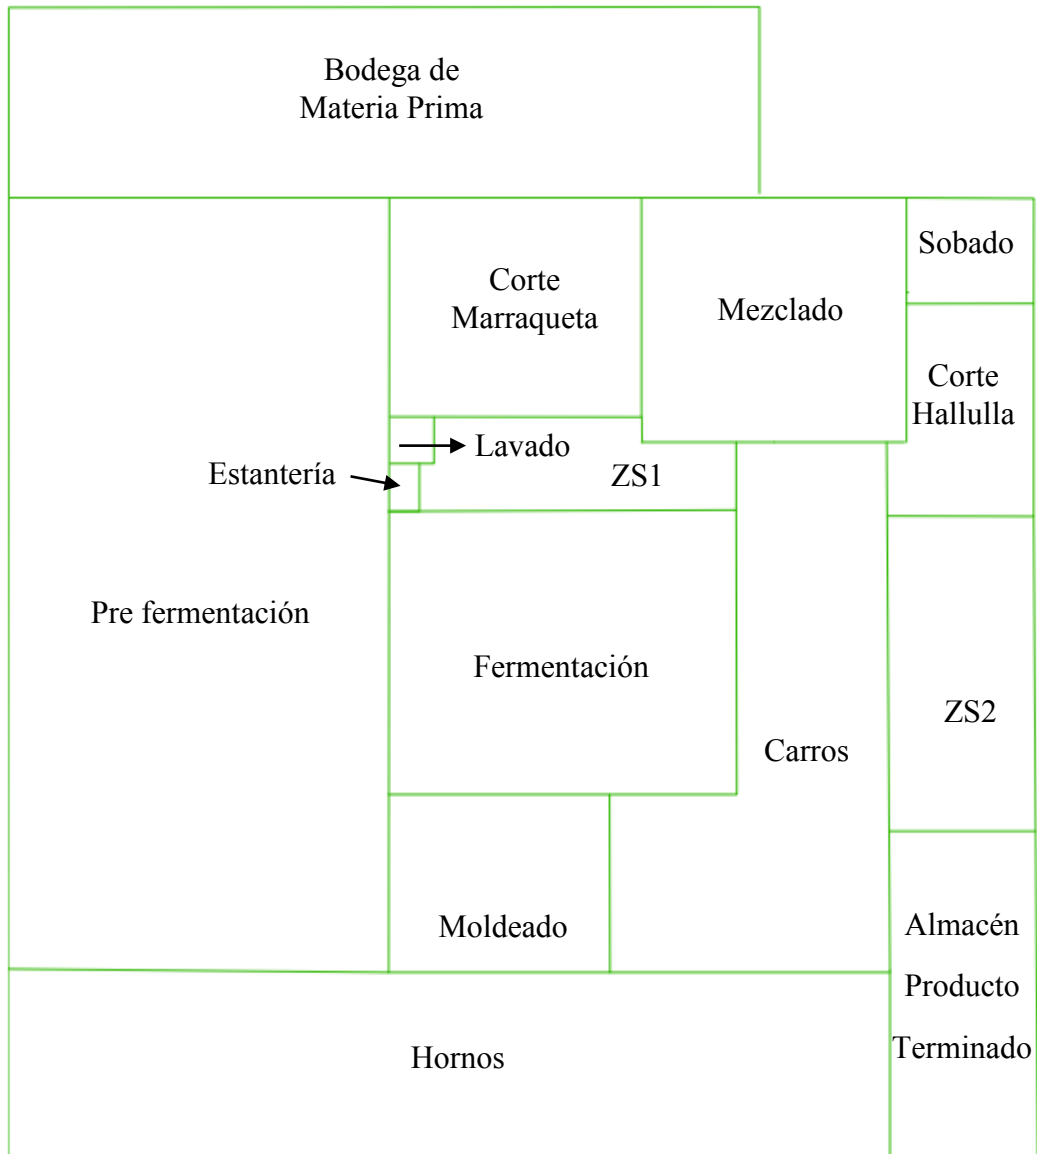 Bodega de
Materia Prima
Sobado
Corte
Marraqueta
Mezclado
Corte
Hallulla
Lavado
Estantería
ZS1
Pre fermentación
Fermentación
ZS2
Carros
Moldeado
Almacén
Producto
Terminado
Hornos